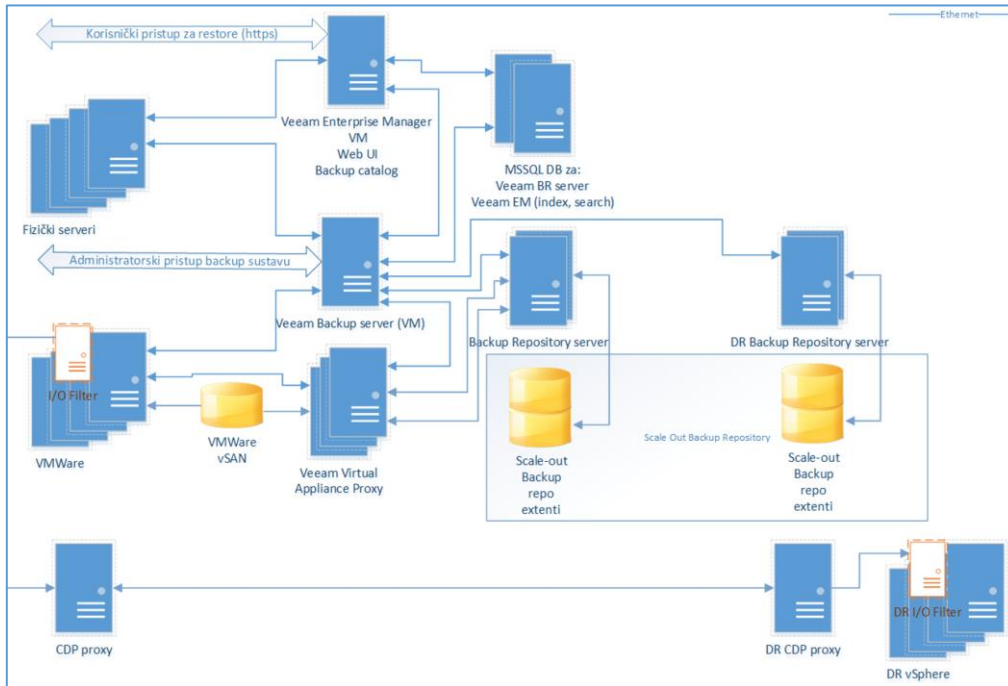 Ethernet
Korisnički pristup za restore (https)
Veeam Enterprise Manager
VM
Web UI
Backup catalog
MSSQL DB za:
Veeam BR server
Veeam EM (index, search)
Fizički serveri
Administratorski pristup backup sustavu
Veeam Backup server (VM)
Backup Repository server
DR Backup Repository server
I/O Filter
VMWare
VMWare
vSAN
Veeam Virtual
Appliance Proxy
Scale Out Backup Repository
Scale-out
Backup
repo
extenti
Scale-out
Backup
repo
extenti
CDP proxy
DR CDP proxy
DR I/O Filter
DR vSphere